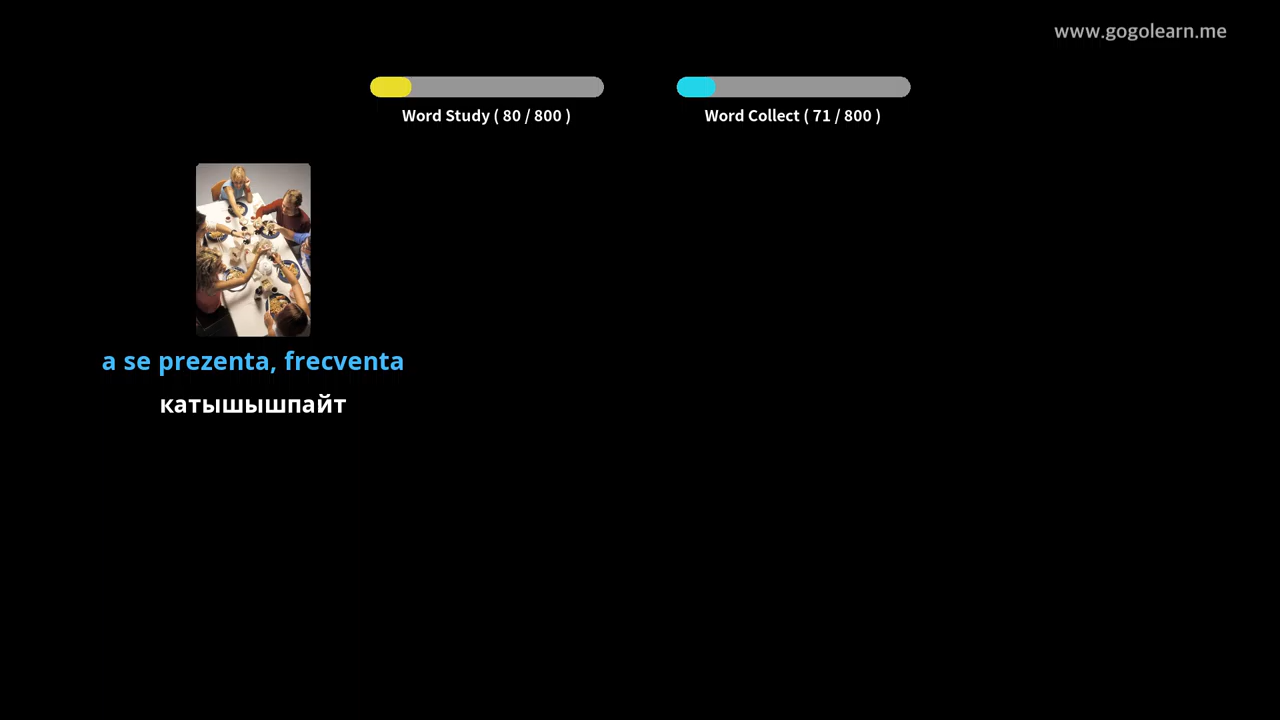 www.gogolearn.me
Word Study ( 80 / 800 )
Word Collect ( 71 / 800 )
a se prezenta, frecventa
катышышпайт